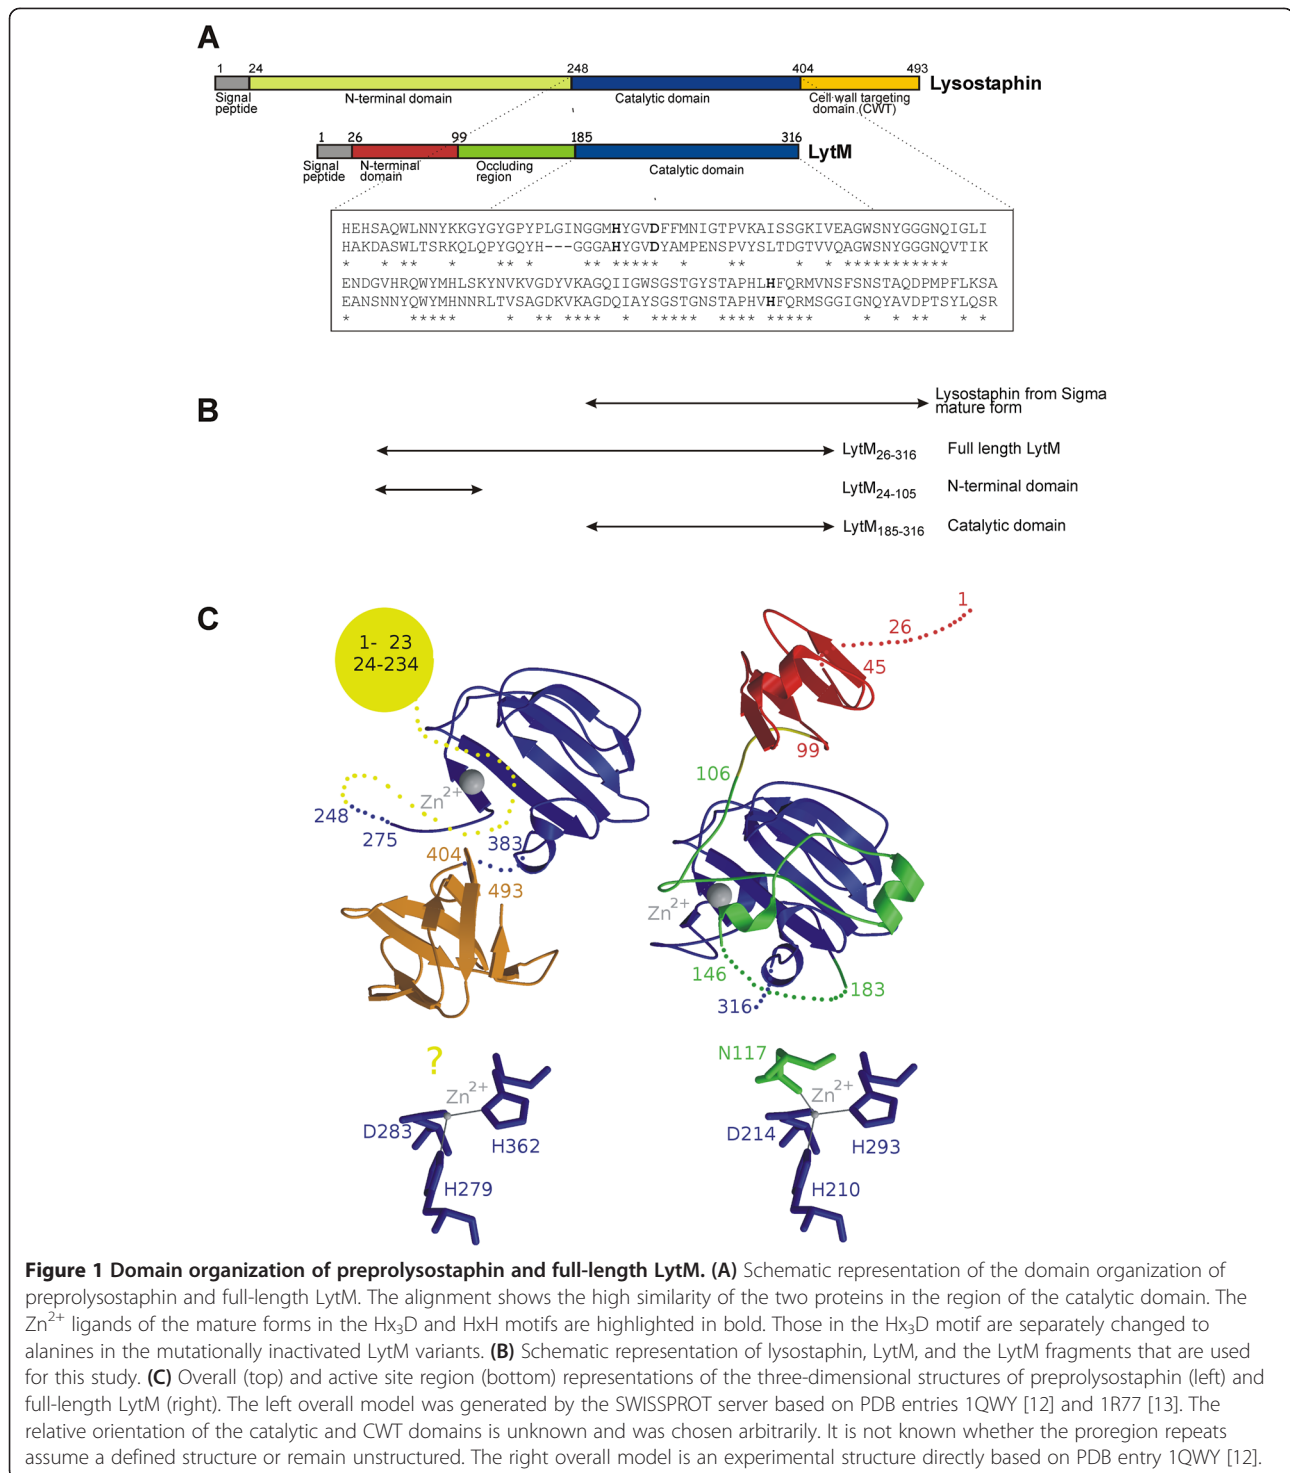 A
1 24 248 404 493
Lysostaphin
Signal peptide
N-terminal domain
Catalytic domain
Cell wall targeting domain (CWT)
1 26 99 185 316
LytM
Signal peptide
N-terminal domain
Occluding region
Catalytic domain
HEHSAQWLNNYKKGYGYGPYPLGINGGMHYGVDFFMNIGTPVKAISSGKIVEAGWSNYGGGNQIGLI
HAKDASWLTSRKQLQPYGQYH---GGGAHYGVDYAMPENSPVYSLTDGTVVQAGWSNYGGGNQVTIK
* * ** * * * ** ***** * ** * * ***********
ENDGVHRQWYMHLSKYNVKVGDYVKAGQIIGWSGSTGYSTAPHLHFQRMVNSFSNSTAQDPMPFLKSA
EANSNNYQWYMHNNRLTVSAGDKVKAGDQIAYSGSTGNSTAPHVHFQRMSGGIGNQYAVDPTSYLQSR
* ***** * ** **** * ***** **** ***** * ** * *
B
Lysostaphin from Sigma
mature form
LytM26-316 Full length LytM
LytM24-105 N-terminal domain
LytM185-316 Catalytic domain
C
1- 23
24-234
Zn2+
248
275
383
404
493
1
26
45
99
106
Zn2+
146
183
316
?
Zn2+
D283
H362
H279
N117
Zn2+
D214
H293
H210
Figure 1 Domain organization of preprolysostaphin and full-length LytM. (A) Schematic representation of the domain organization of
preprolysostaphin and full-length LytM. The alignment shows the high similarity of the two proteins in the region of the catalytic domain. The
Zn2+ ligands of the mature forms in the Hx3D and HxH motifs are highlighted in bold. Those in the Hx3D motif are separately changed to
alanines in the mutationally inactivated LytM variants. (B) Schematic representation of lysostaphin, LytM, and the LytM fragments that are used
for this study. (C) Overall (top) and active site region (bottom) representations of the three-dimensional structures of preprolysostaphin (left) and
full-length LytM (right). The left overall model was generated by the SWISSPROT server based on PDB entries 1QWY [12] and 1R77 [13]. The
relative orientation of the catalytic and CWT domains is unknown and was chosen arbitrarily. It is not known whether the proregion repeats
assume a defined structure or remain unstructured. The right overall model is an experimental structure directly based on PDB entry 1QWY [12].